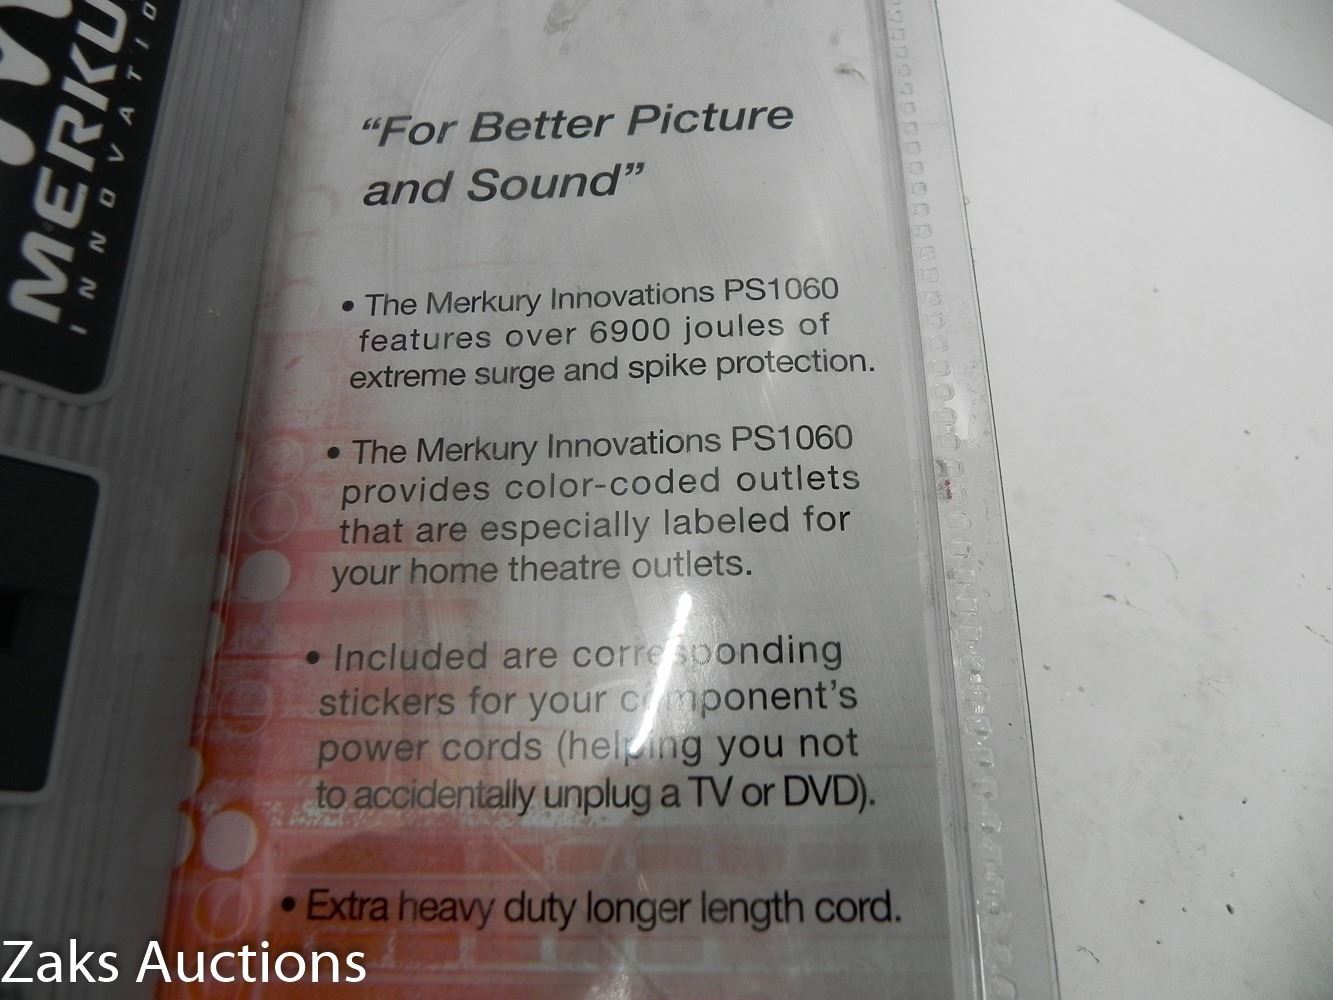 MERKU
INNOVATIO
“For Better Picture
and Sound”
• The Merkury Innovations PS1060
features over 6900 joules of
extreme surge and spike protection.
• The Merkury Innovations PS1060
provides color-coded outlets
that are especially labeled for
your home theatre outlets.
• Included are corresponding
stickers for your component's
power cords (helping you not
to accidentally unplug a TV or DVD).
• Extra heavy duty longer length cord.
Zaks Auctions